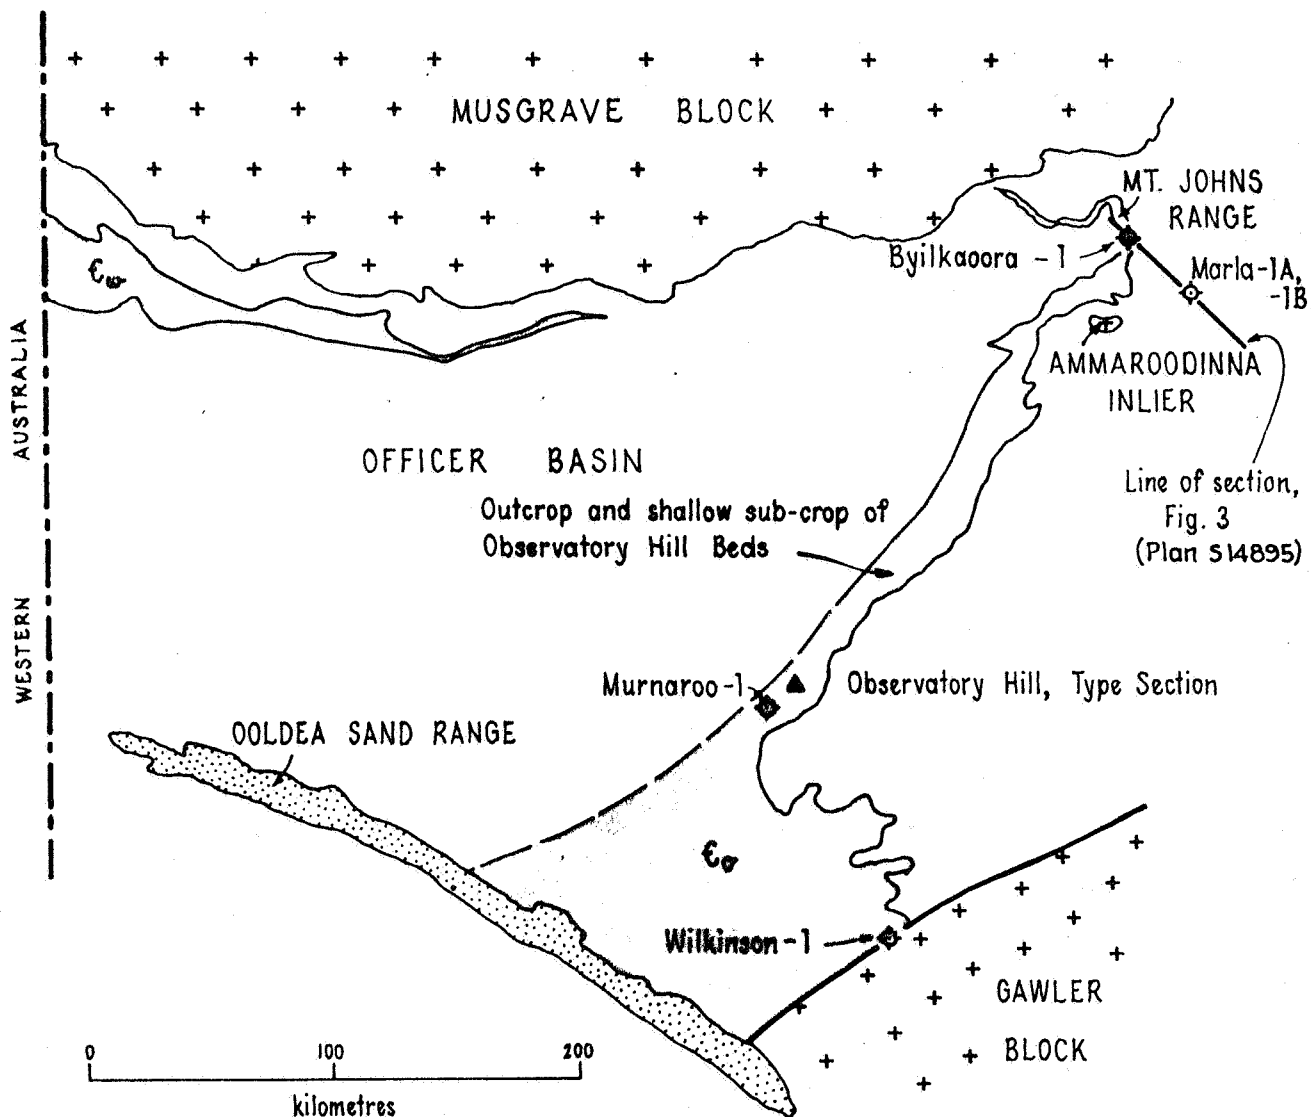 MUSGRAVE BLOCK
MT. JOHNS
RANGE
Byilkaoora - 1
Marla-1A,
-1B
AMMAROODINNA
INLIER
WESTERN AUSTRALIA
OFFICER BASIN
Line of section,
Fig. 3
(Plan S14895)
Outcrop and shallow sub-crop of
Observatory Hill Beds
Murnaroo-1
Observatory Hill, Type Section
OOLDEA SAND RANGE
Wilkinson-1
GAWLER
BLOCK
0 100 200
kilometres